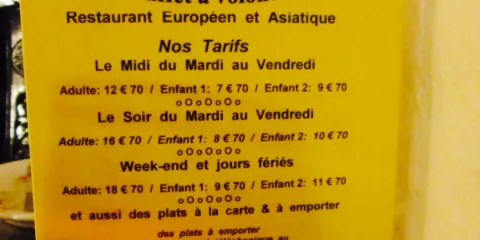 Restaurant Européen et Asiatique
Nos Tarifs
Le Midi du Mardi au Vendredi
Adulte: 12 € 70 / Enfant 1: 7 € 70 / Enfant 2: 9 € 70
oOoOoOo
Le Soir du Mardi au Vendredi
Adulte: 16 € 70 / Enfant 1: 8 € 70 / Enfant 2: 10 € 70
oOoOoOo
Week-end et jours fériés
Adulte: 18 € 70 / Enfant 1: 9 € 70 / Enfant 2: 11 € 70
et aussi des plats à la carte & à emporter
des plats à emporter